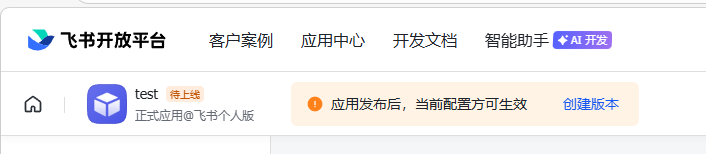 飞书开放平台 客户案例 应用中心 开发文档 智能助手 AI 开发
test 待上线
正式应用@飞书个人版
应用发布后，当前配置方可生效 创建版本